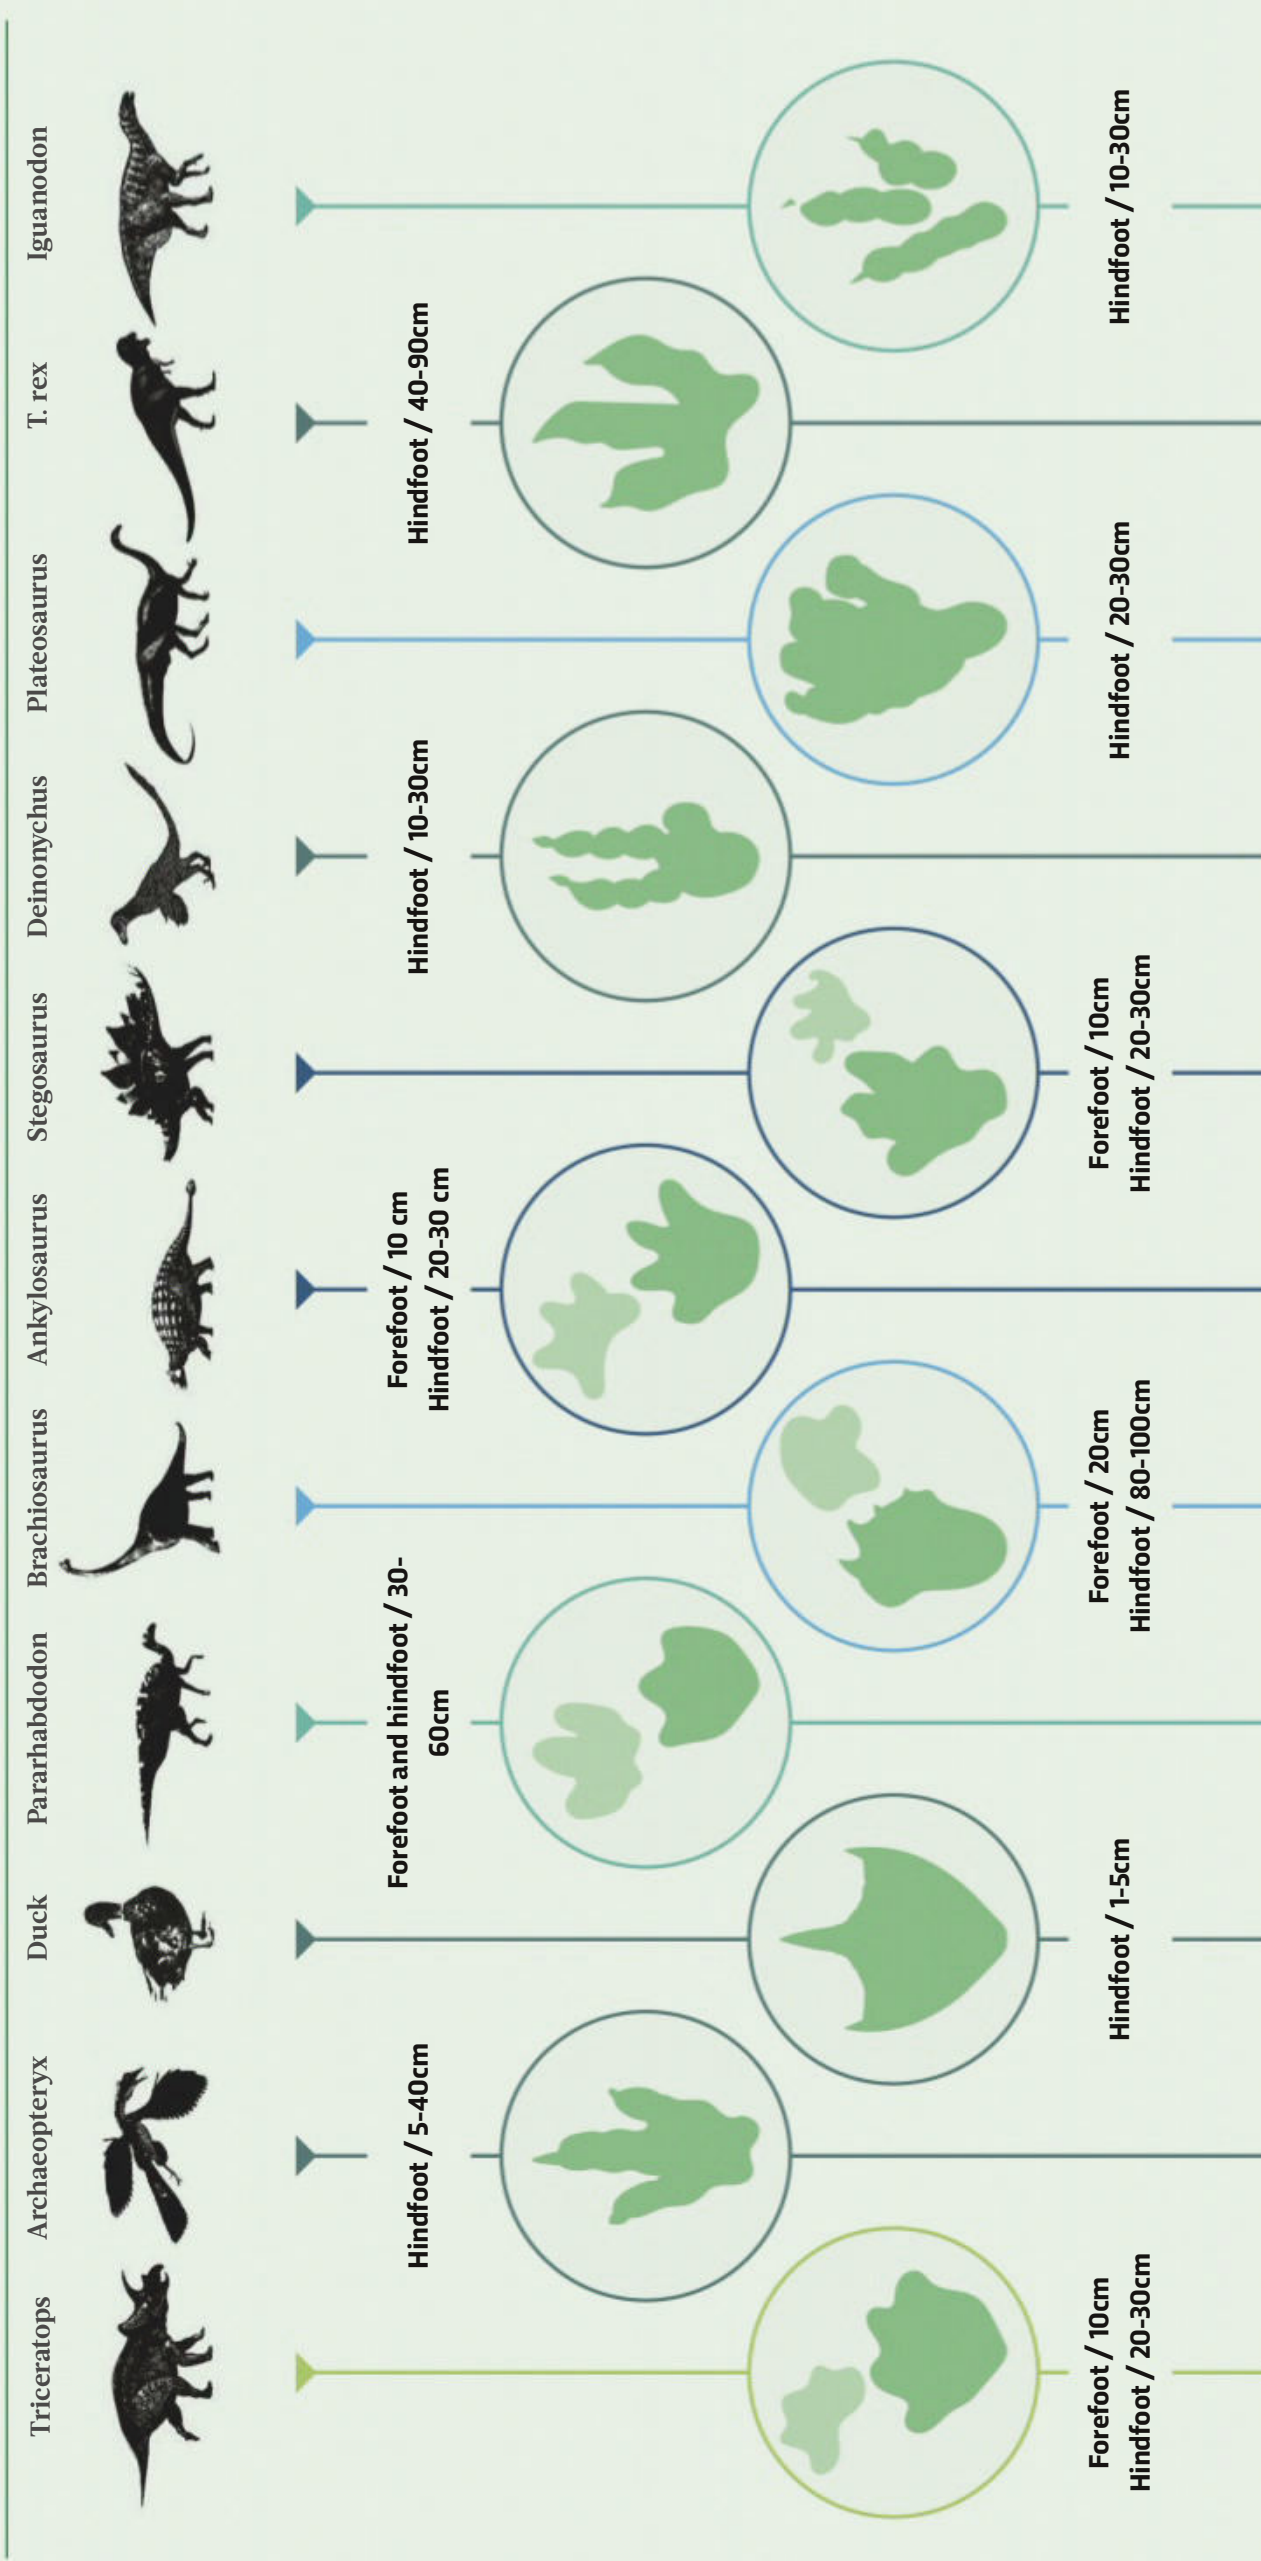 Triceratops
Archaeopteryx
Duck
Pararhabdodon
Brachiosaurus
Ankylosaurus
Stegosaurus
Deinonychus
Plateosaurus
T. rex
Iguanodon
Hindfoot / 5-40cm
Forefoot and hindfoot / 30-
60cm
Forefoot / 10 cm
Hindfoot / 20-30 cm
Hindfoot / 10-30cm
Hindfoot / 40-90cm
Forefoot / 10cm
Hindfoot / 20-30cm
Hindfoot / 1-5cm
Forefoot / 20cm
Hindfoot / 80-100cm
Forefoot / 10cm
Hindfoot / 20-30cm
Hindfoot / 20-30cm
Hindfoot / 10-30cm